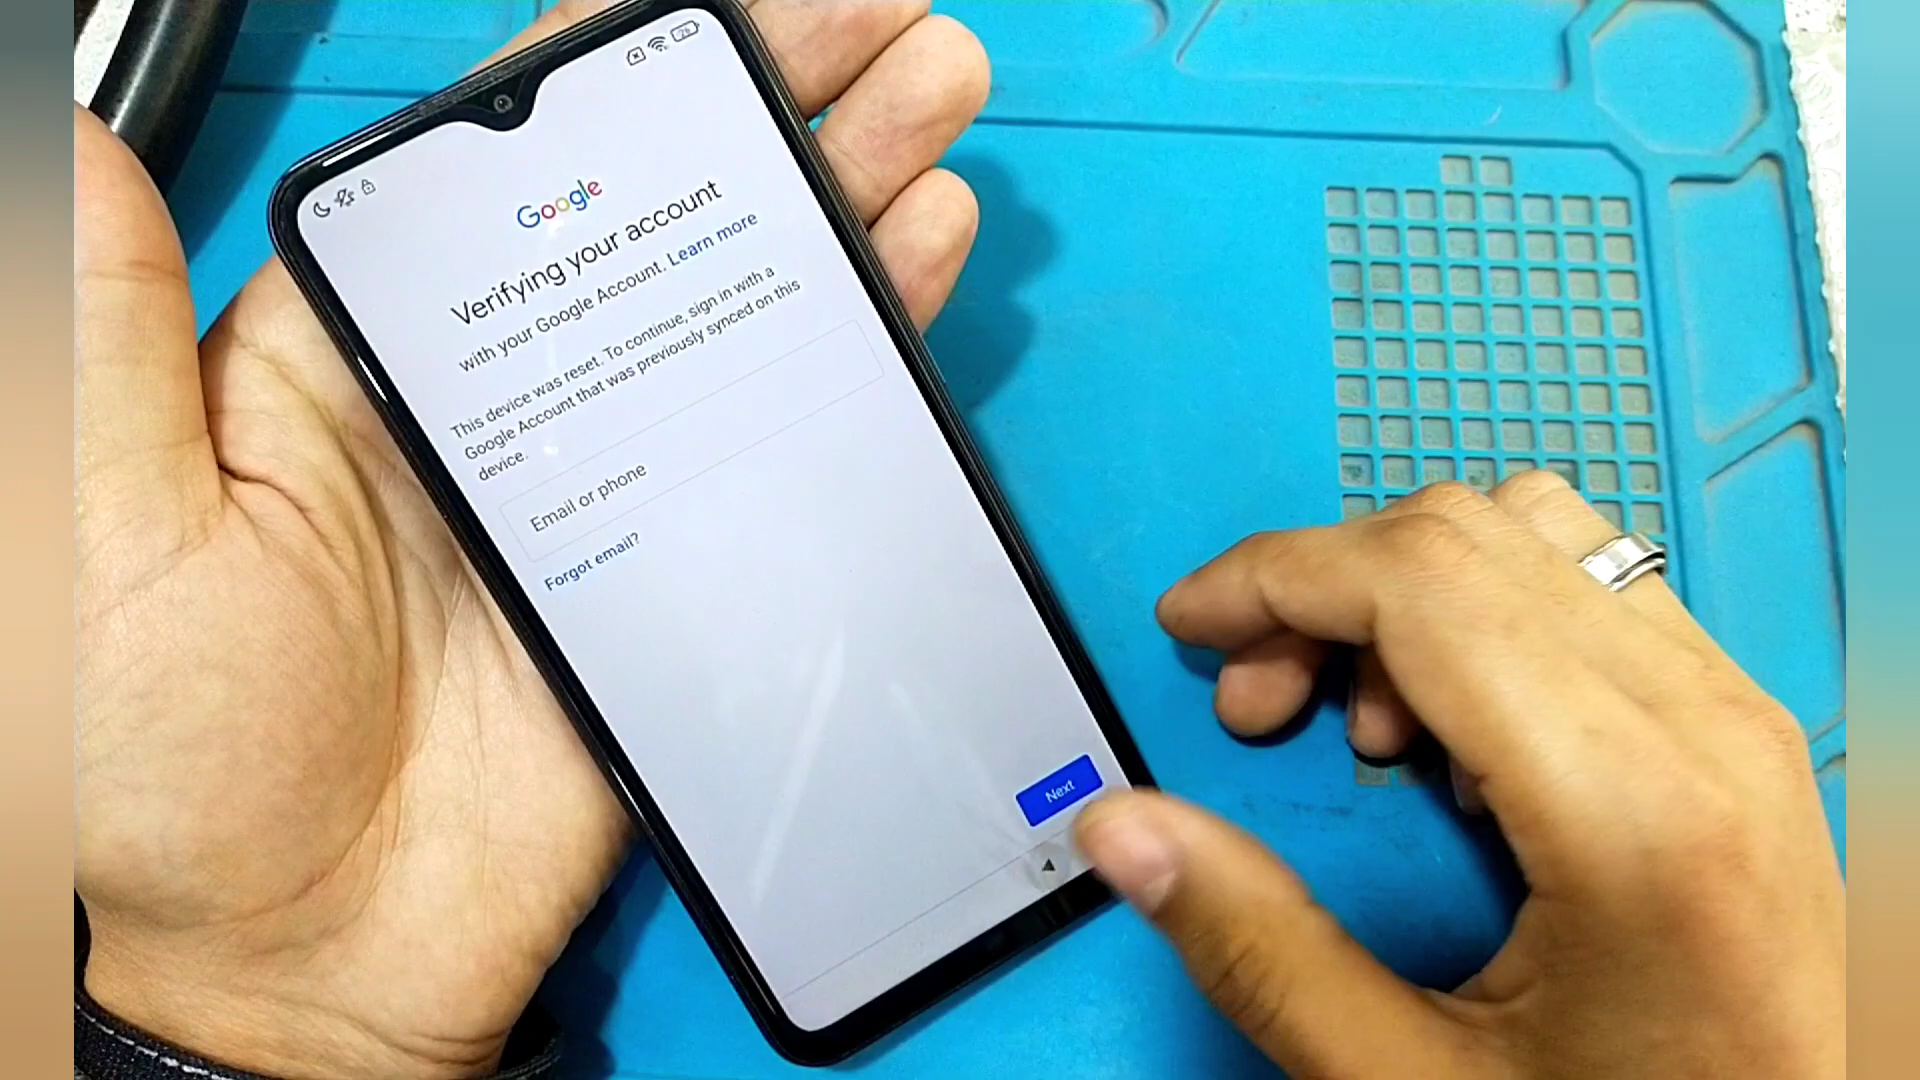 Google
Verifying your account
with your Google Account. Learn more
This device was reset. To continue, sign in with a
Google Account that was previously synced on this
device.
Email or phone
Forgot email?
Next